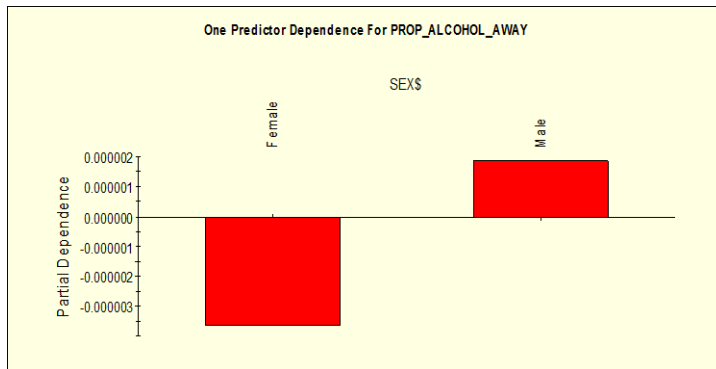 One Predictor Dependence For PROP_ALCOHOL_AWAY
SEX$
Female
Male
0.000002
0.000001
0.000000
-0.000001
-0.000002
-0.000003
Partial Dependence